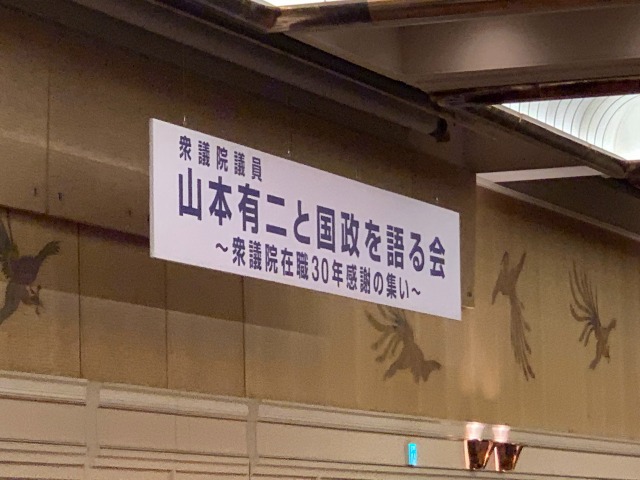 衆議院議員
山本有二と国政を語る会
～衆議院在職30年感謝の集い～